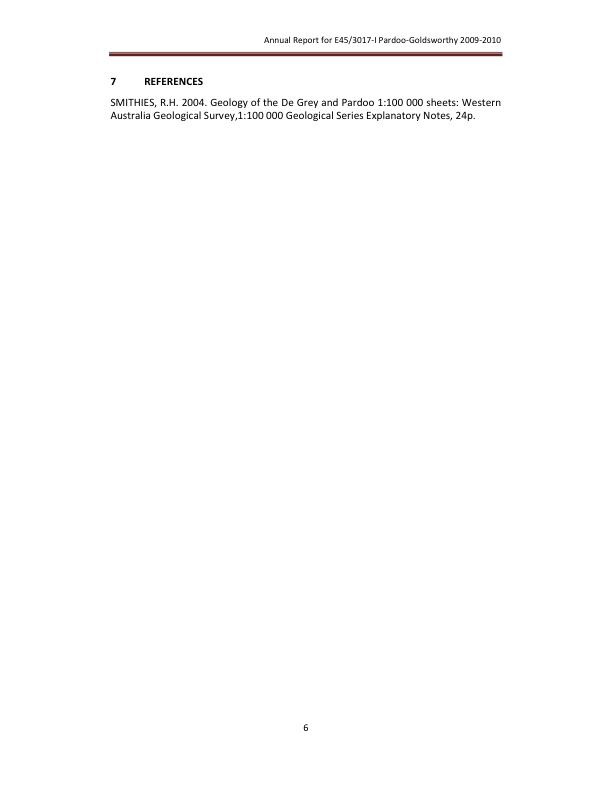 Annual Report for E45/3017-I Pardoo-Goldsworthy 2009-2010
7 REFERENCES
SMITHIES, R.H. 2004. Geology of the De Grey and Pardoo 1:100 000 sheets: Western
Australia Geological Survey,1:100 000 Geological Series Explanatory Notes, 24p.
6